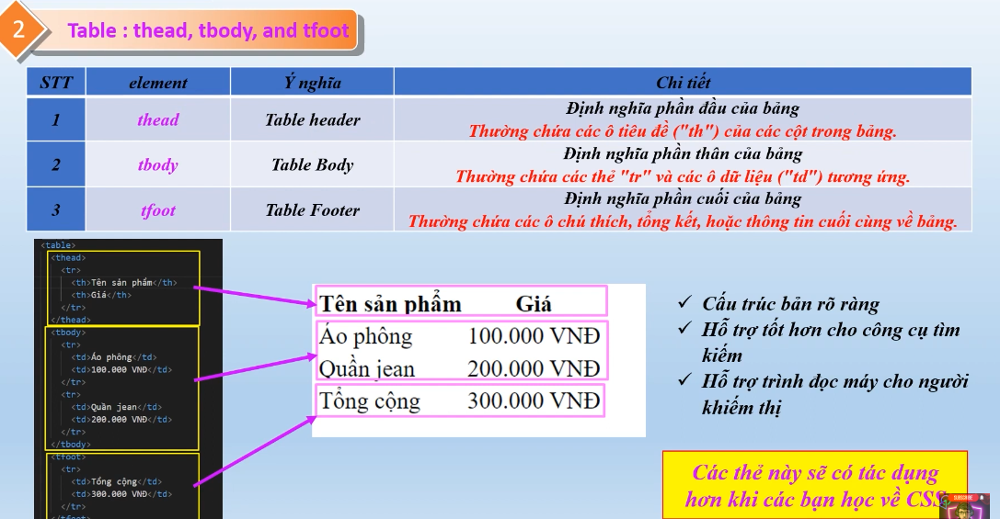 2
Table : thead, tbody, and tfoot
STT element Ý nghĩa Chi tiết
1 thead Table header Định nghĩa phần đầu của bảng
Thường chứa các ô tiêu đề ("th") của các cột trong bảng.
2 tbody Table Body Định nghĩa phần thân của bảng
Thường chứa các thẻ "tr" và các ô dữ liệu ("td") tương ứng.
3 tfoot Table Footer Định nghĩa phần cuối của bảng
Thường chứa các ô chú thích, tổng kết, hoặc thông tin cuối cùng về bảng.
<table>
<thead>
<tr>
<th>Tên sản phẩm</th>
<th>Giá</th>
</tr>
</thead>
<tbody>
<tr>
<td>Áo phông</td>
<td>100.000 VNĐ</td>
</tr>
<tr>
<td>Quần jean</td>
<td>200.000 VNĐ</td>
</tr>
</tbody>
<tfoot>
<tr>
<td>Tổng cộng</td>
<td>300.000 VNĐ</td>
</tr>
</tfoot>
Tên sản phẩm Giá
Áo phông 100.000 VNĐ
Quần jean 200.000 VNĐ
Tổng cộng 300.000 VNĐ
✓ Cấu trúc bản rõ ràng
✓ Hỗ trợ tốt hơn cho công cụ tìm
kiếm
✓ Hỗ trợ trình đọc máy cho người
khiếm thị
Các thẻ này sẽ có tác dụng
hơn khi các bạn học về CSS
SUBSCRIBE